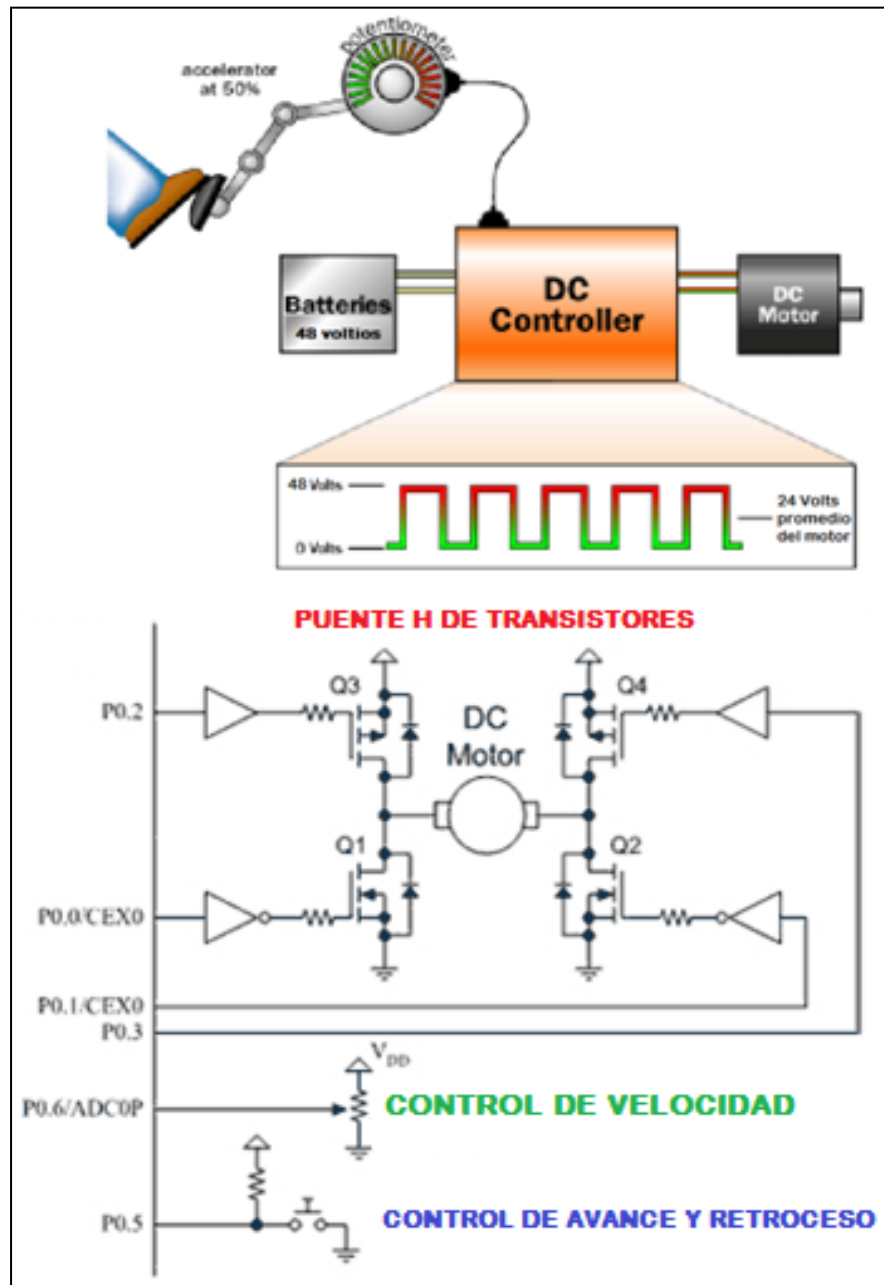 potentiometer
accelerator
at 50%
Batteries
48 voltios
DC
Controller
DC
Motor
48 Volts
0 Volts
24 Volts
promedio
del motor
PUENTE H DE TRANSISTORES
P0.2
Q3
DC
Motor
Q4
Q1
Q2
P0.0/CEX0
P0.1/CEX0
P0.3
VDD
P0.6/ADC0P
CONTROL DE VELOCIDAD
P0.5
CONTROL DE AVANCE Y RETROCESO